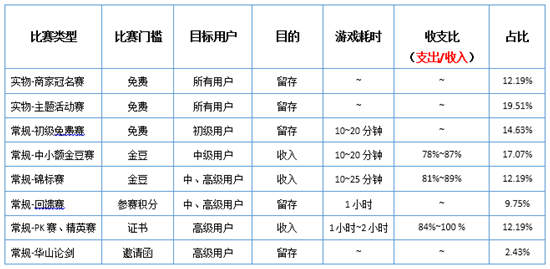 比赛类型 比赛门槛 目标用户 目的 游戏耗时 收支比 占比
(支出/收入)
实物-商家冠名赛 免费 所有用户 留存 ~ ~ 12.19%
实物-主题活动赛 免费 所有用户 留存 ~ ~ 19.51%
常规-初级免费赛 免费 初级用户 留存 10~20 分钟 ~ 14.63%
常规-中小额金豆赛 金豆 中级用户 收入 10~20 分钟 78%~87% 17.07%
常规-锦标赛 金豆 中、高级用户 收入 10~25 分钟 81%~89% 12.19%
常规-回馈赛 参赛积分 中、高级用户 留存 1 小时 ~ 9.75%
常规-PK 赛、精英赛 证书 高级用户 收入 1 小时~2 小时 84%~100 % 12.19%
常规-华山论剑 邀请函 高级用户 留存 ~ ~ 2.43%